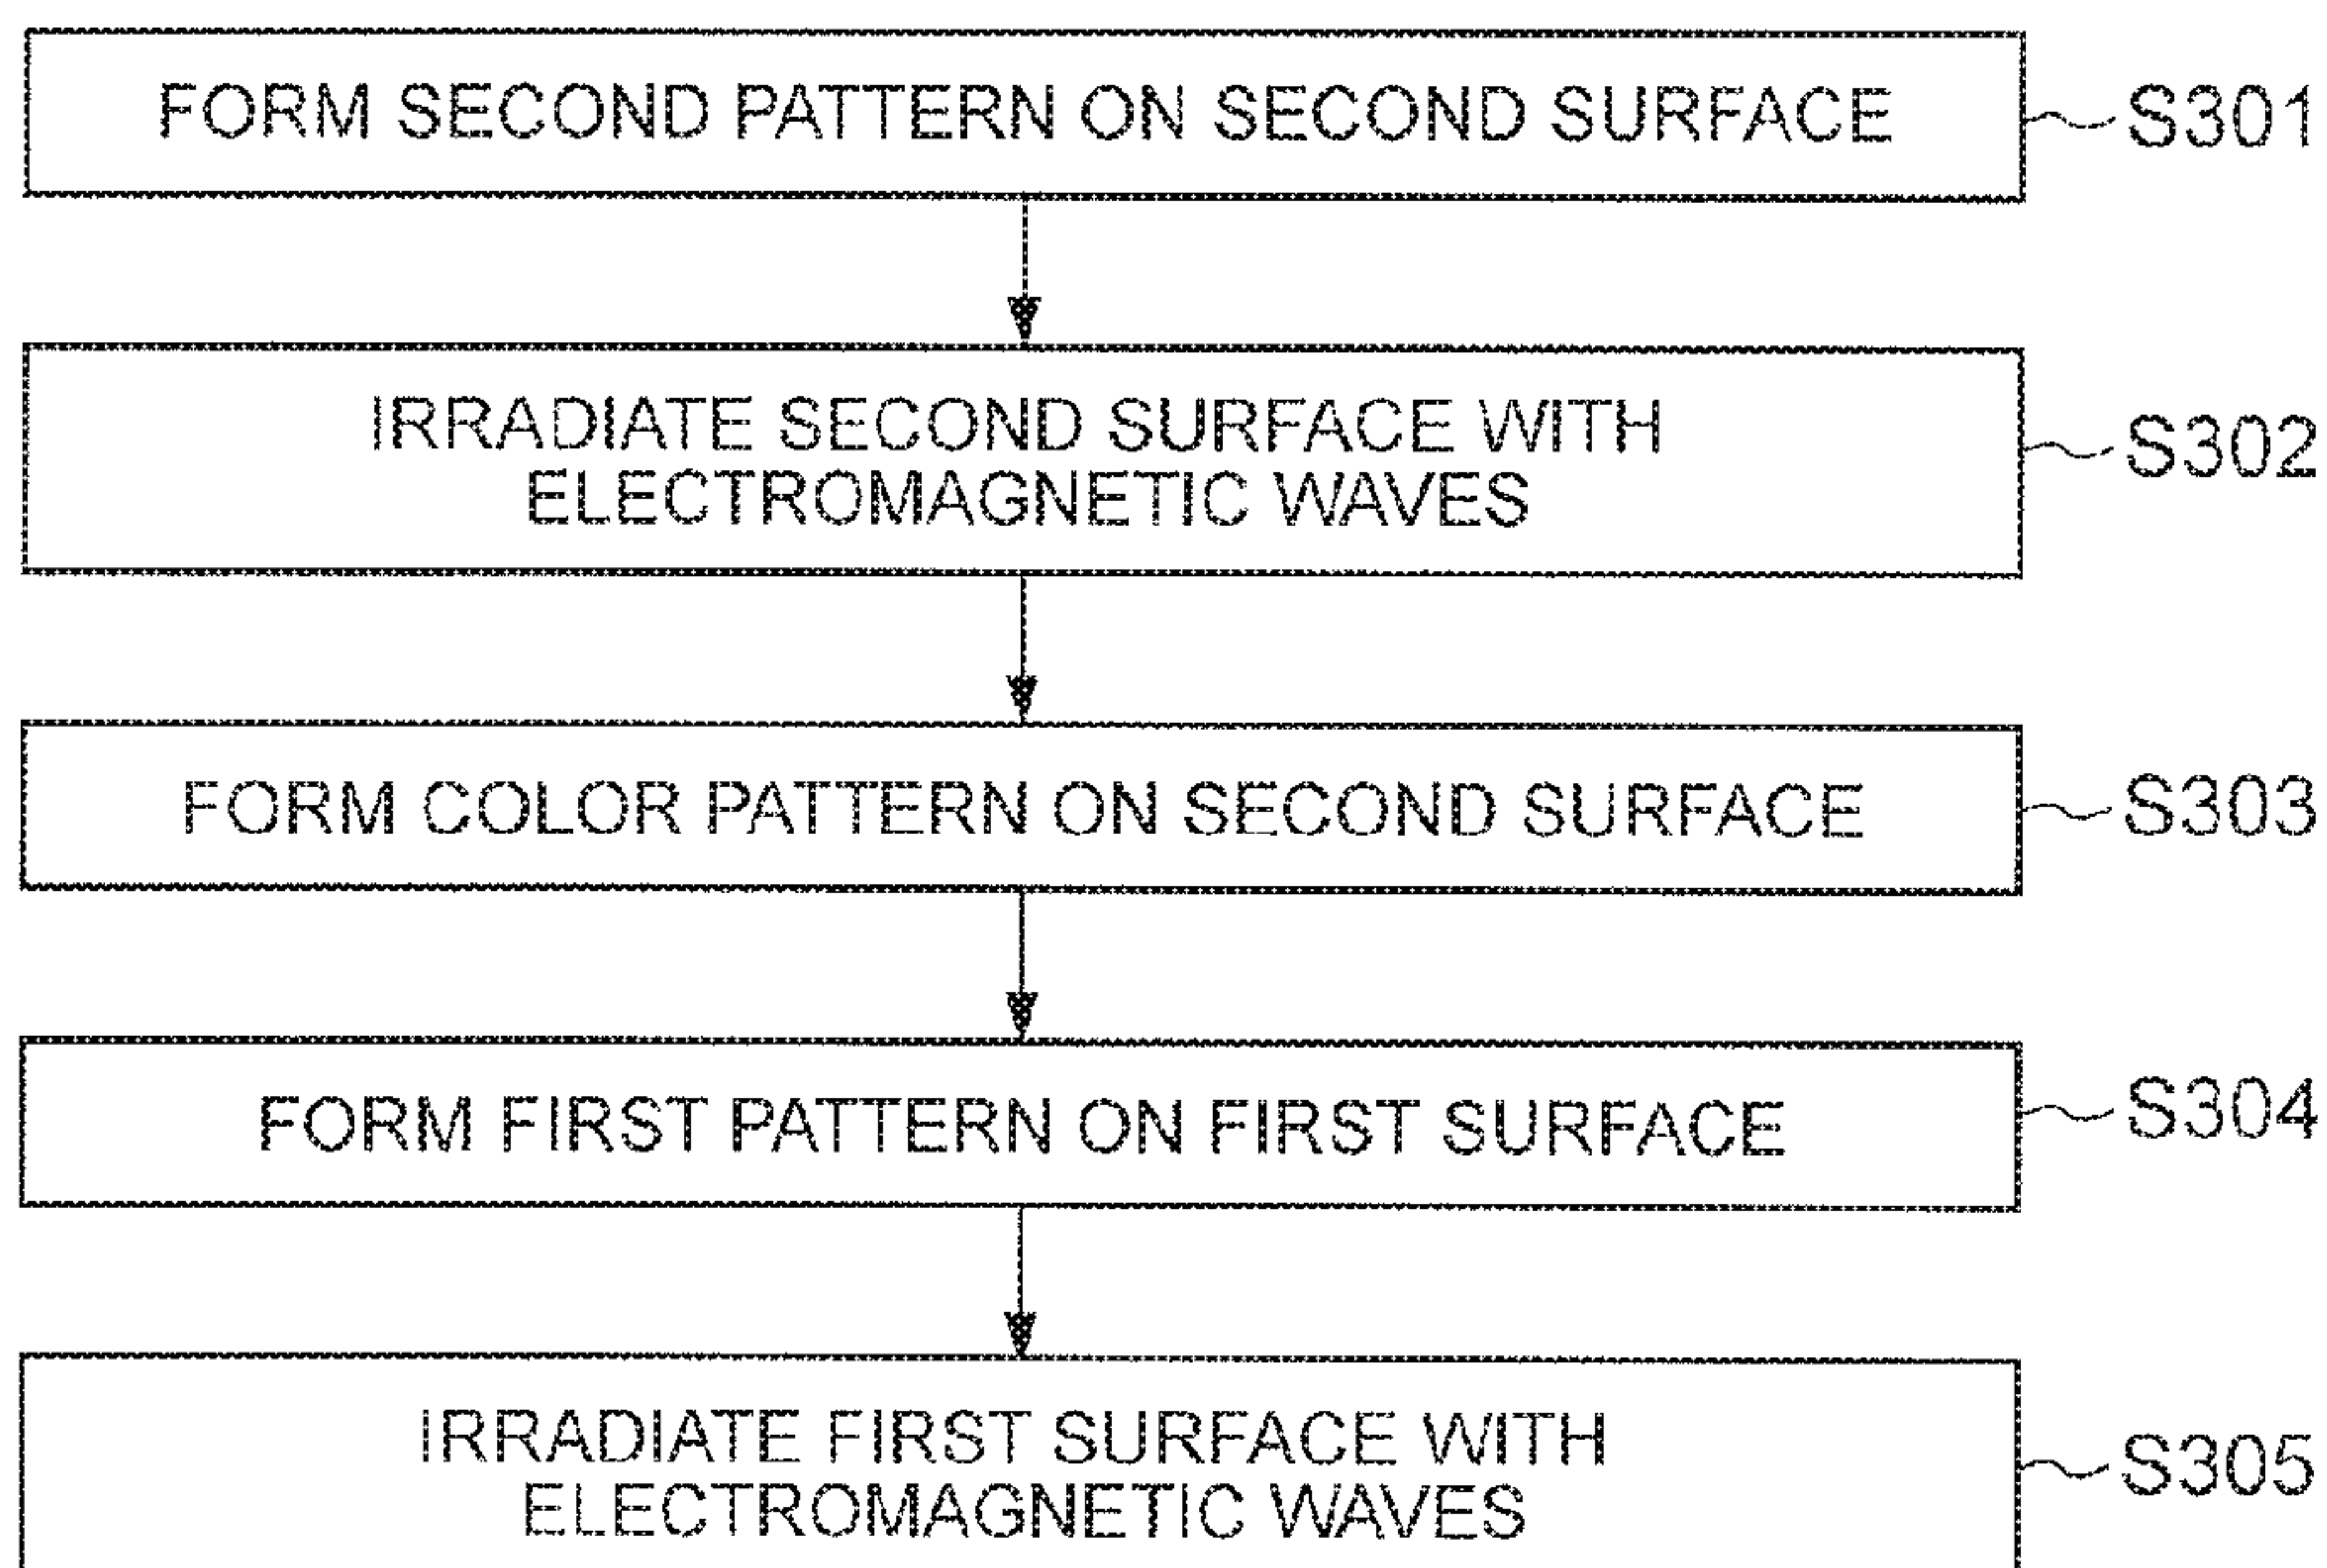 FORM SECOND PATTERN ON SECOND SURFACE
S301
IRRADIATE SECOND SURFACE WITH
ELECTROMAGNETIC WAVES
S302
FORM COLOR PATTERN ON SECOND SURFACE
S303
FORM FIRST PATTERN ON FIRST SURFACE
S304
IRRADIATE FIRST SURFACE WITH
ELECTROMAGNETIC WAVES
S305